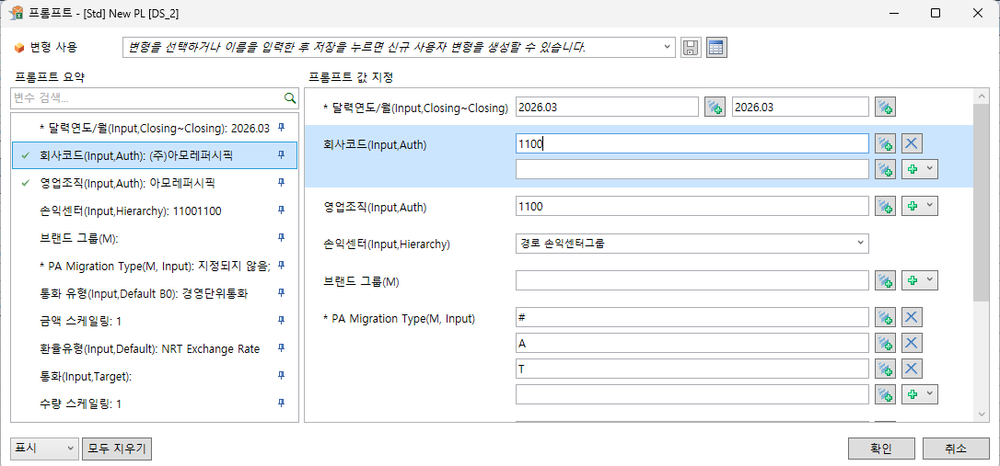 프롬프트 - [Std] New PL [DS_2]
변형 사용
변형을 선택하거나 이름을 입력한 후 저장을 누르면 신규 사용자 변형을 생성할 수 있습니다.
프롬프트 요약
변수 검색...
* 달력연도/월(Input,Closing~Closing): 2026.03
회사코드(Input,Auth): (주)아모레퍼시픽
영업조직(Input,Auth): 아모레퍼시픽
손익센터(Input,Hierarchy): 11001100
브랜드 그룹(M):
* PA Migration Type(M, Input): 지정되지 않음;
통화 유형(Input,Default B0): 경영단위통화
금액 스케일링: 1
환율유형(Input,Default): NRT Exchange Rate
통화(Input,Target):
수량 스케일링: 1
프롬프트 값 지정
* 달력연도/월(Input,Closing~Closing) 2026.03 2026.03
회사코드(Input,Auth) 1100
영업조직(Input,Auth) 1100
손익센터(Input,Hierarchy) 경로 손익센터그룹
브랜드 그룹(M)
* PA Migration Type(M, Input) #
A
T
표시 모두 지우기 확인 취소